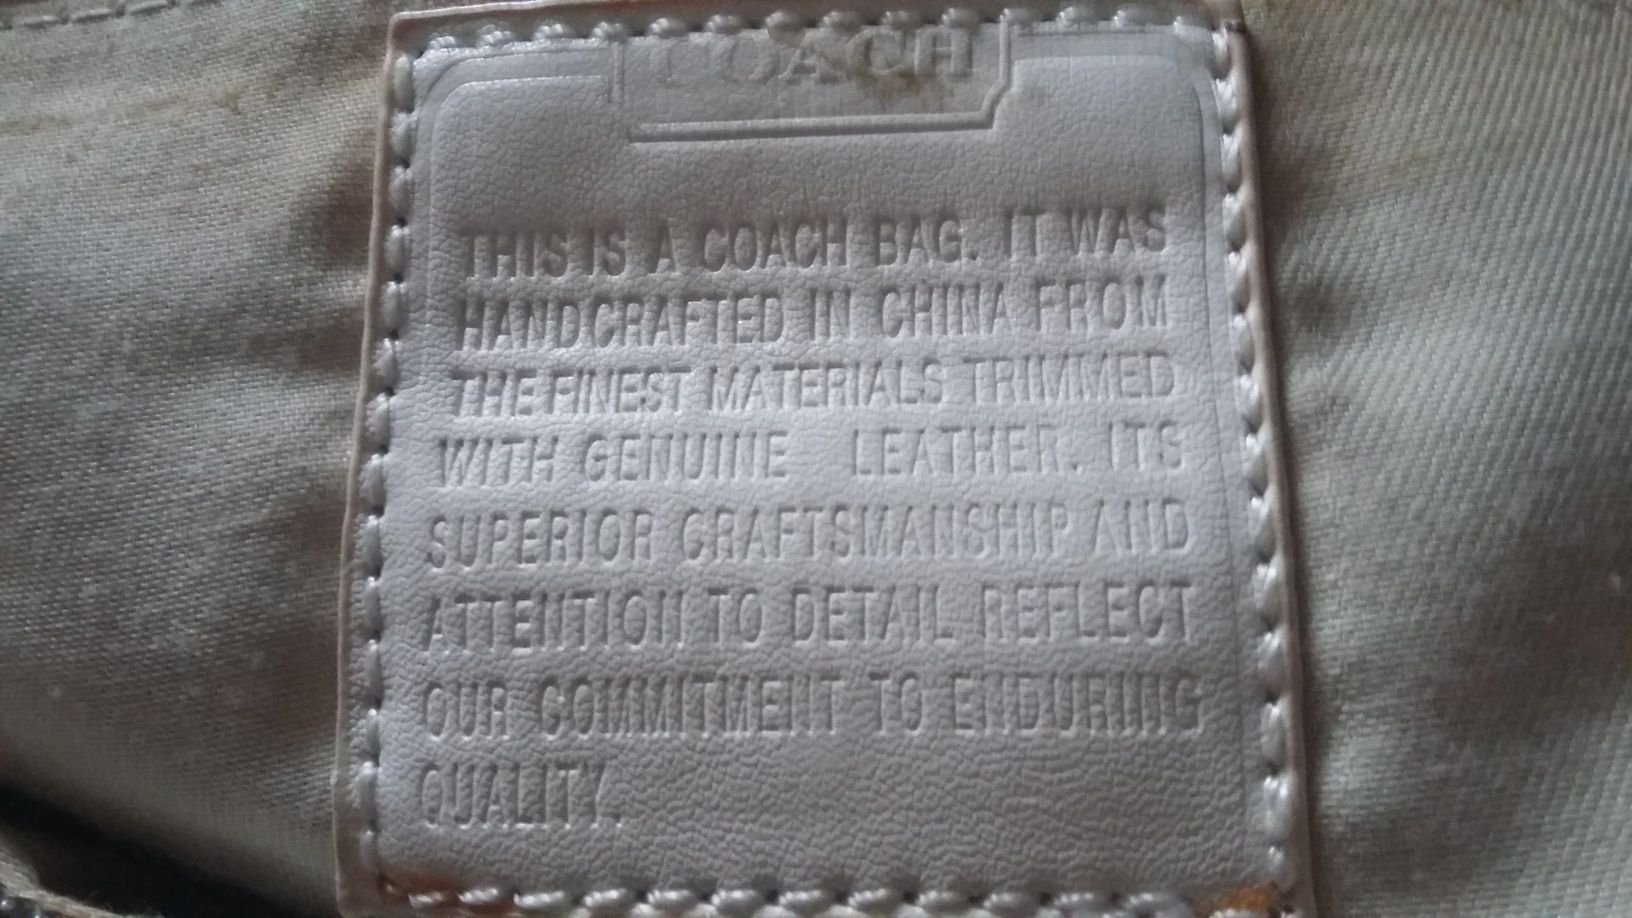 COACH
THIS IS A COACH BAG. IT WAS
HANDCRAFTED IN CHINA FROM
THE FINEST MATERIALS TRIMMED
WITH GENUINE LEATHER. ITS
SUPERIOR CRAFTSMANSHIP AND
ATTENTION TO DETAIL REFLECT
OUR COMMITMENT TO ENDURING
QUALITY.